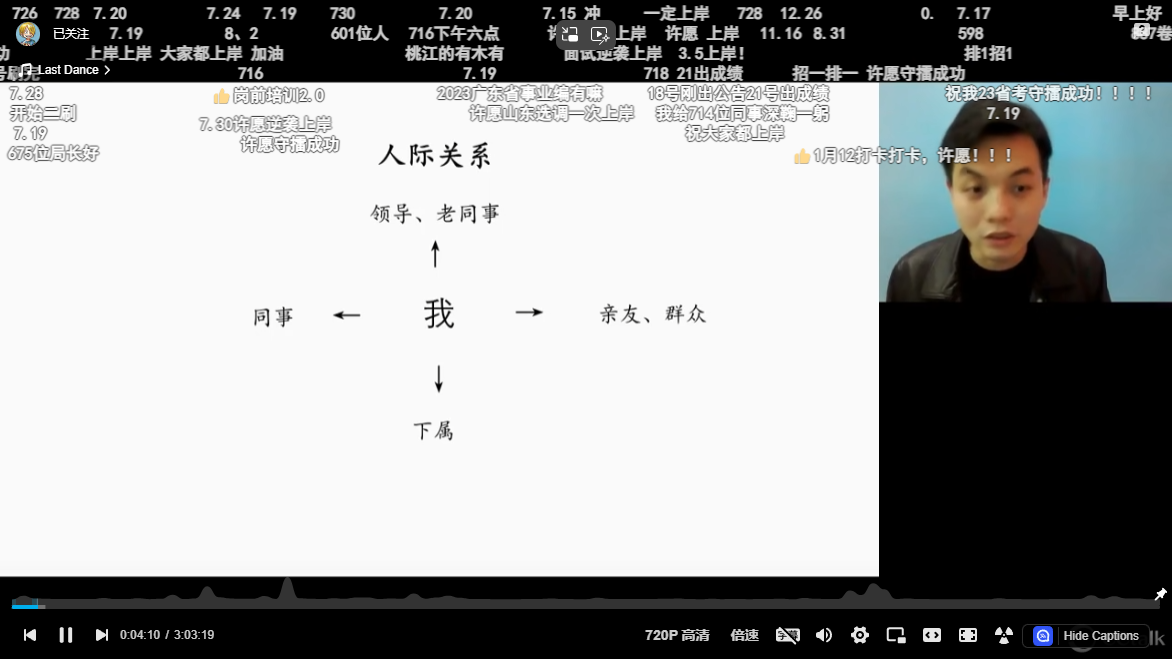 726 728 7.20 7.24 7.19 730 7.20 7.15 冲 一定上岸 728 12.26 0. 7.17 早上好
已关注 7.19 8、2 601位人 716下午六点 上岸 许愿 上岸 11.16 8.31 598
上岸上岸 大家都上岸 加油 桃江的有木有 面试逆袭上岸 3.5上岸！ 排1招1
Last Dance 716 7.19 718 21出成绩 招一排一 许愿守擂成功
7.28 岗前培训2.0 2023广东省事业编有嘛 18号刚出公告21号出成绩 祝我23省考守擂成功！！！！
开始二刷 许愿山东选调一次上岸 我给714位同事深鞠一躬 7.19
7.30许愿逆袭上岸
7.19 祝大家都上岸
675位局长好 许愿守擂成功 1月12打卡打卡，许愿！！！
人际关系
领导、老同事
同事 我 亲友、群众
下属
0:04:10 / 3:03:19 720P 高清 倍速 Hide Captions